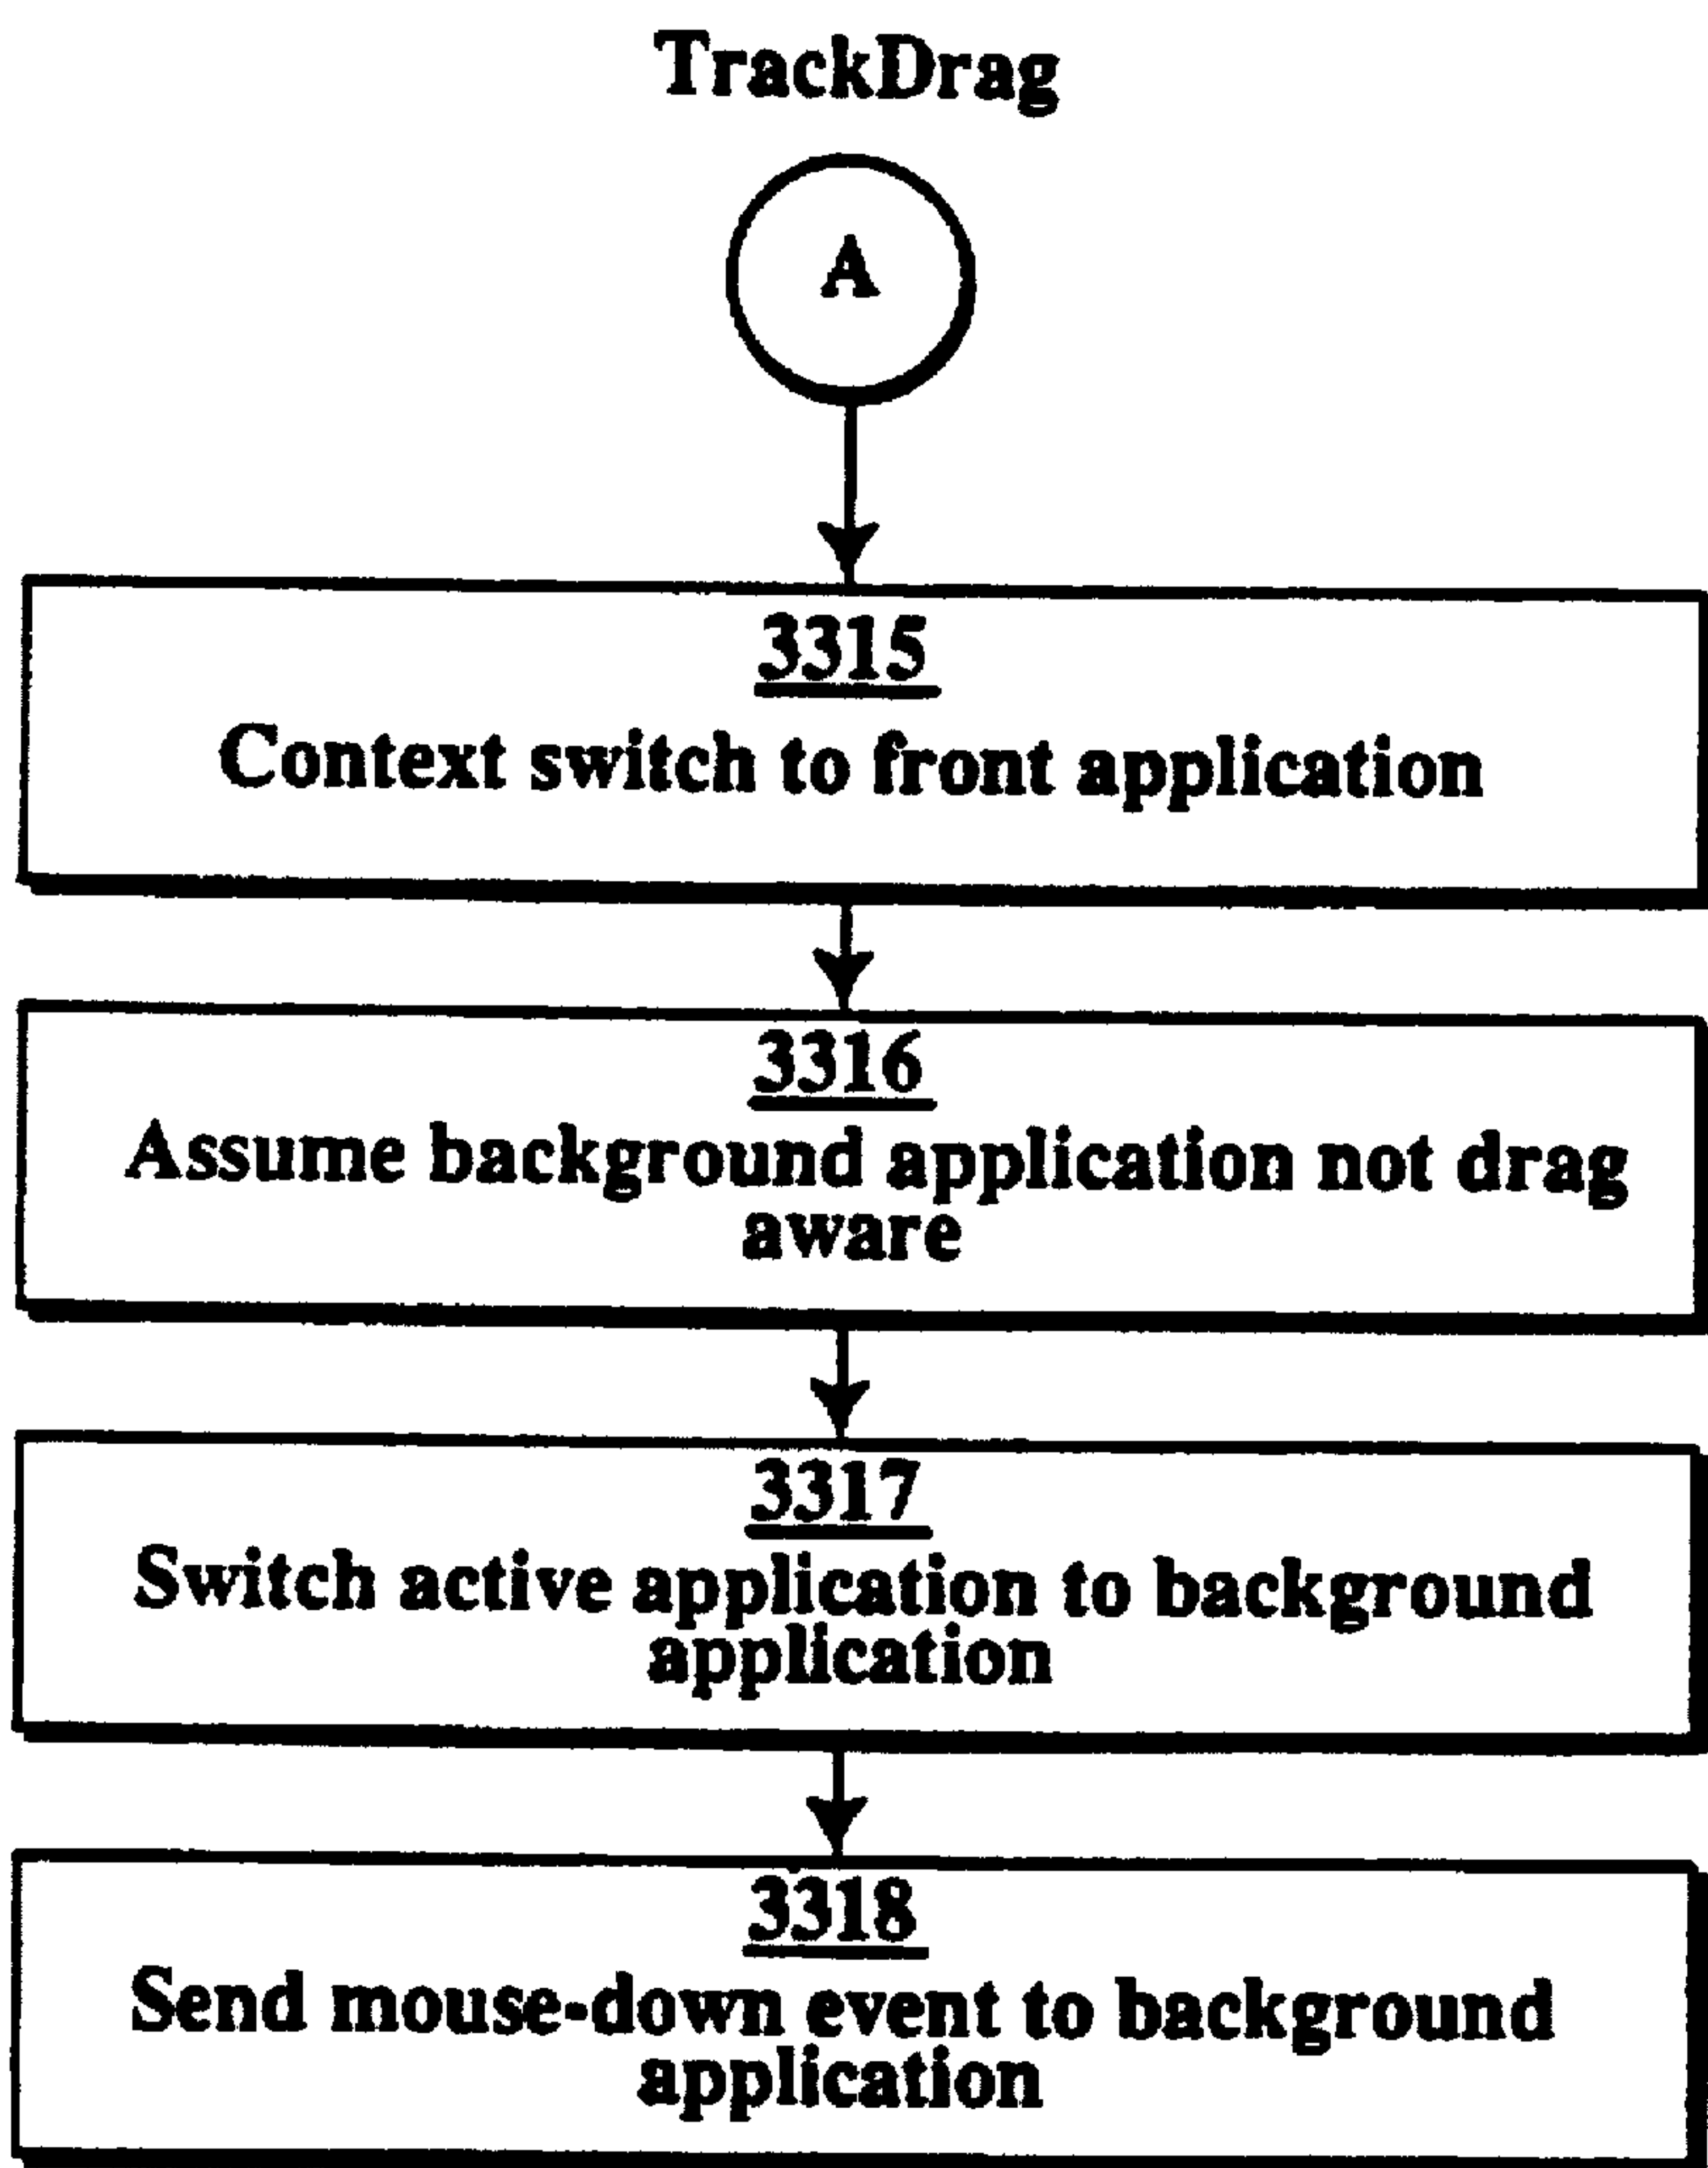 TrackDrag
A
3315
Context switch to front application
3316
Assume background application not drag
aware
3317
Switch active application to background
application
3318
Send mouse-down event to background
application